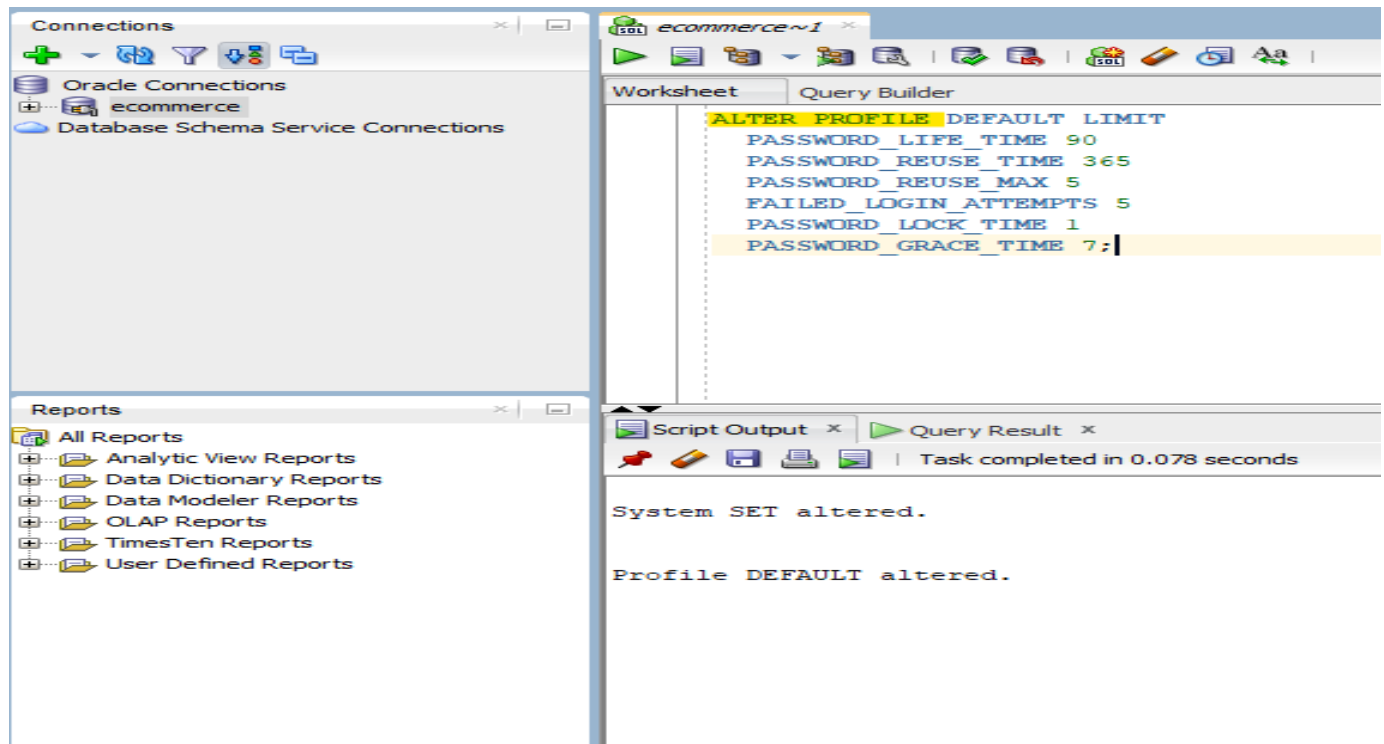 Connections
Oracle Connections
ecommerce
Database Schema Service Connections
Reports
All Reports
Analytic View Reports
Data Dictionary Reports
Data Modeler Reports
OLAP Reports
TimesTen Reports
User Defined Reports
ecommerce~1
Worksheet Query Builder
ALTER PROFILE DEFAULT LIMIT
PASSWORD_LIFE_TIME 90
PASSWORD_REUSE_TIME 365
PASSWORD_REUSE_MAX 5
FAILED_LOGIN_ATTEMPTS 5
PASSWORD_LOCK_TIME 1
PASSWORD_GRACE_TIME 7;
Script Output Query Result
Task completed in 0.078 seconds
System SET altered.
Profile DEFAULT altered.